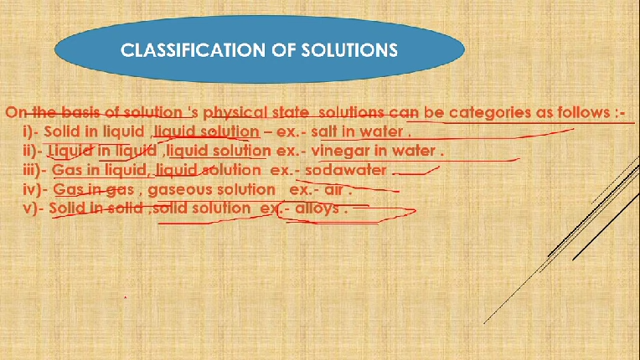 CLASSIFICATION OF SOLUTIONS
On the basis of solution 's physical state solutions can be categories as follows :-
i)- Solid in liquid ,liquid solution – ex.- salt in water .
ii)- Liquid in liquid ,liquid solution ex.- vinegar in water .
iii)- Gas in liquid, liquid solution ex.- sodawater .
iv)- Gas in gas , gaseous solution ex.- air .
v)- Solid in solid ,solid solution ex.- alloys .